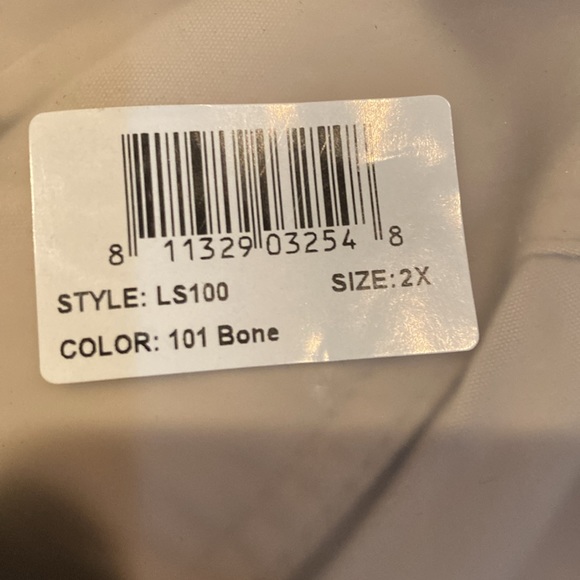 8 11329 03254 8
STYLE: LS100 SIZE:2X
COLOR: 101 Bone